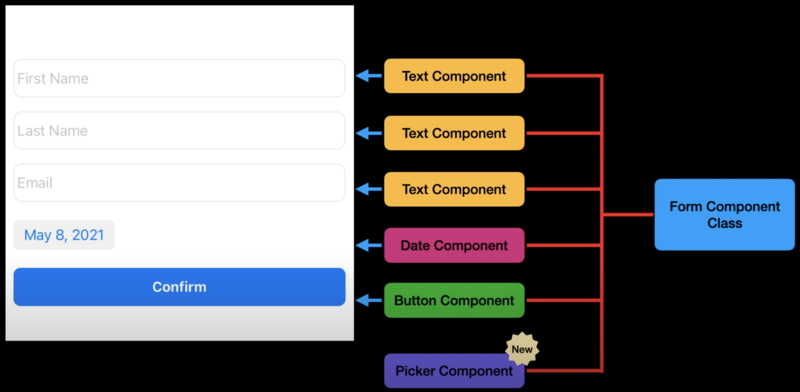 First Name
Last Name
Email
May 8, 2021
Confirm
Text Component
Text Component
Text Component
Date Component
Button Component
New
Picker Component
Form Component
Class